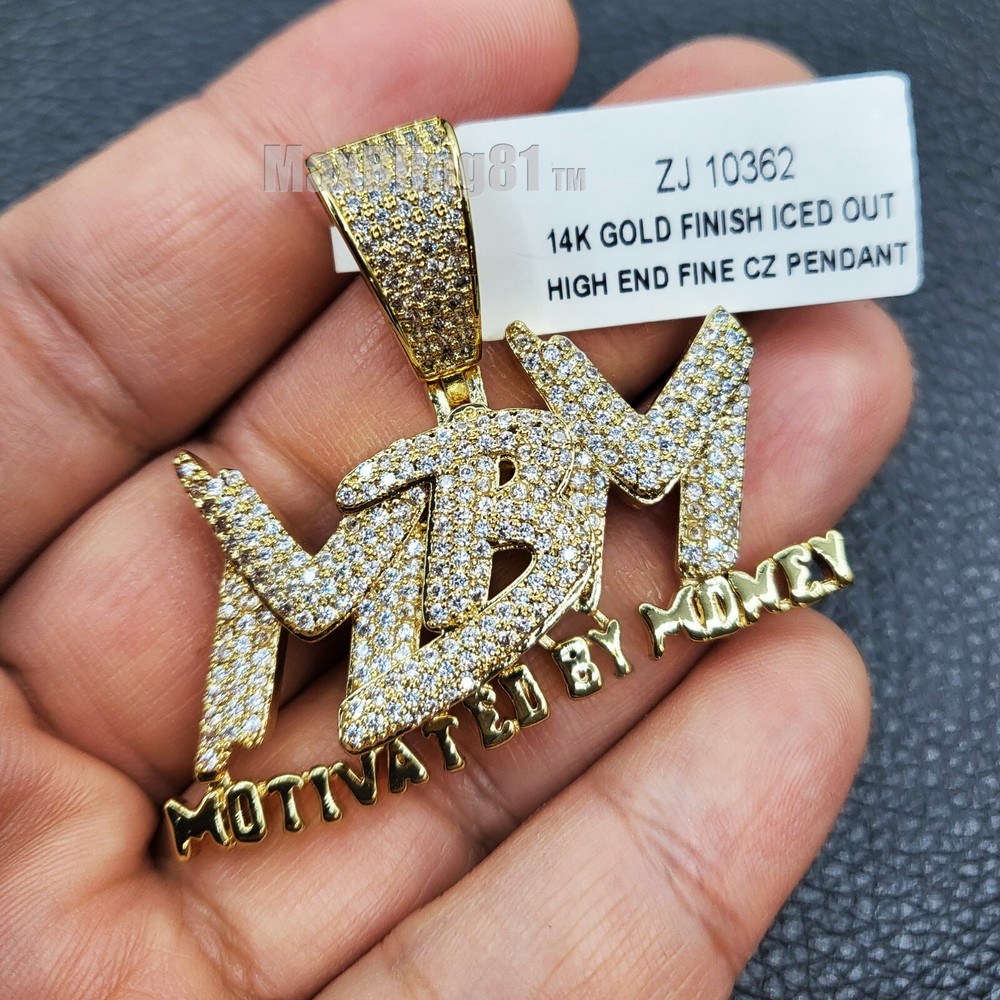 MaxBling81 TM
ZJ 10362
14K GOLD FINISH ICED OUT
HIGH END FINE CZ PENDANT
MBM
MOTIVATED BY MONEY